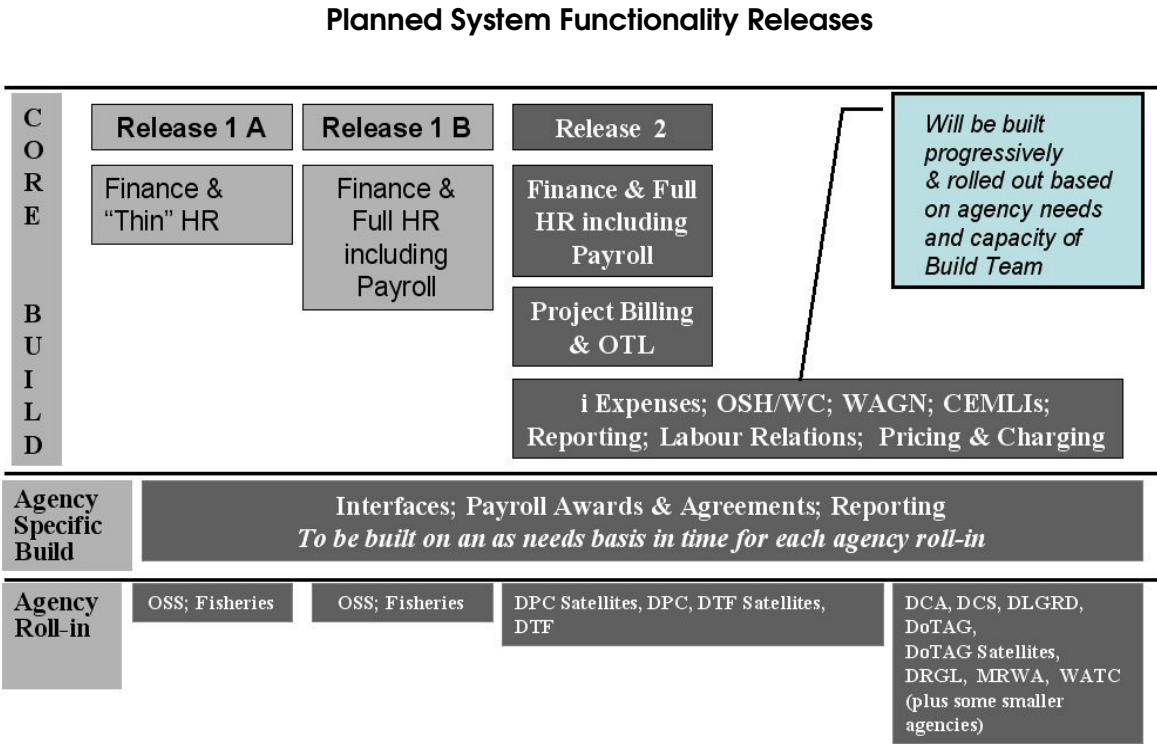 Planned System Functionality Releases
CORE BUILD
Release 1 A
Release 1 B
Release 2
Finance &
“Thin” HR
Finance &
Full HR
including
Payroll
Finance & Full
HR including
Payroll
Project Billing
& OTL
i Expenses; OSH/WC; WAGN; CEMLIs;
Reporting; Labour Relations; Pricing & Charging
Will be built
progressively
& rolled out based
on agency needs
and capacity of
Build Team
Agency
Specific
Build
Interfaces; Payroll Awards & Agreements; Reporting
To be built on an as needs basis in time for each agency roll-in
Agency
Roll-in
OSS; Fisheries
OSS; Fisheries
DPC Satellites, DPC, DTF Satellites,
DTF
DCA, DCS, DLGRD,
DoTAG,
DoTAG Satellites,
DRGL, MRWA, WATC
(plus some smaller
agencies)